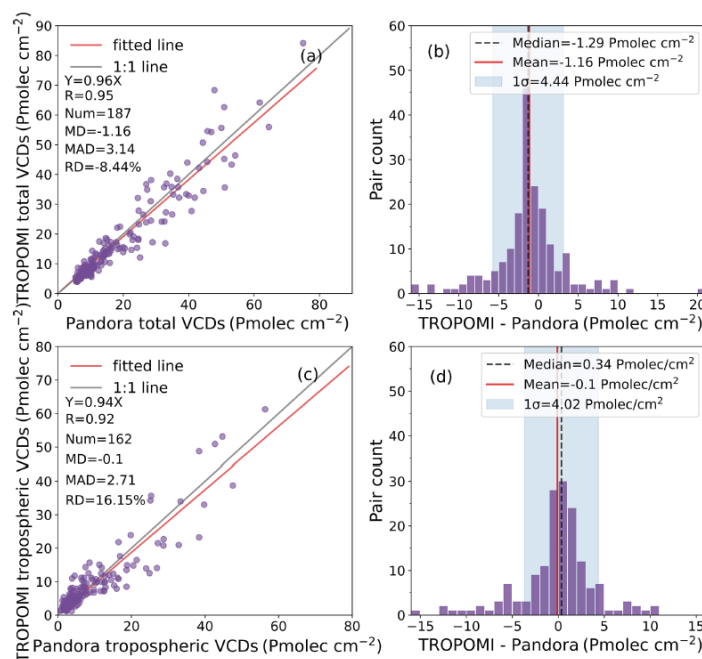 TROPOMI total VCDs (Pmolec cm⁻²)
90
80
70
60
50
40
30
20
10
0
fitted line
1:1 line
(a)
Y=0.96X
R=0.95
Num=187
MD=-1.16
MAD=3.14
RD=-8.44%
0 20 40 60 80
Pandora total VCDs (Pmolec cm⁻²)
Pair count
60
50
40
30
20
10
0
(b)
Median=-1.29 Pmolec cm⁻²
Mean=-1.16 Pmolec cm⁻²
1σ=4.44 Pmolec cm⁻²
-15 -10 -5 0 5 10 15 20
TROPOMI - Pandora (Pmolec cm⁻²)
TROPOMI tropospheric VCDs (Pmolec cm⁻²)
80
70
60
50
40
30
20
10
0
fitted line
1:1 line
(c)
Y=0.94X
R=0.92
Num=162
MD=-0.1
MAD=2.71
RD=16.15%
0 20 40 60 80
Pandora tropospheric VCDs (Pmolec cm⁻²)
Pair count
60
50
40
30
20
10
0
(d)
Median=0.34 Pmolec/cm²
Mean=-0.1 Pmolec/cm²
1σ=4.02 Pmolec/cm²
-15 -10 -5 0 5 10 15 20
TROPOMI - Pandora (Pmolec cm⁻²)